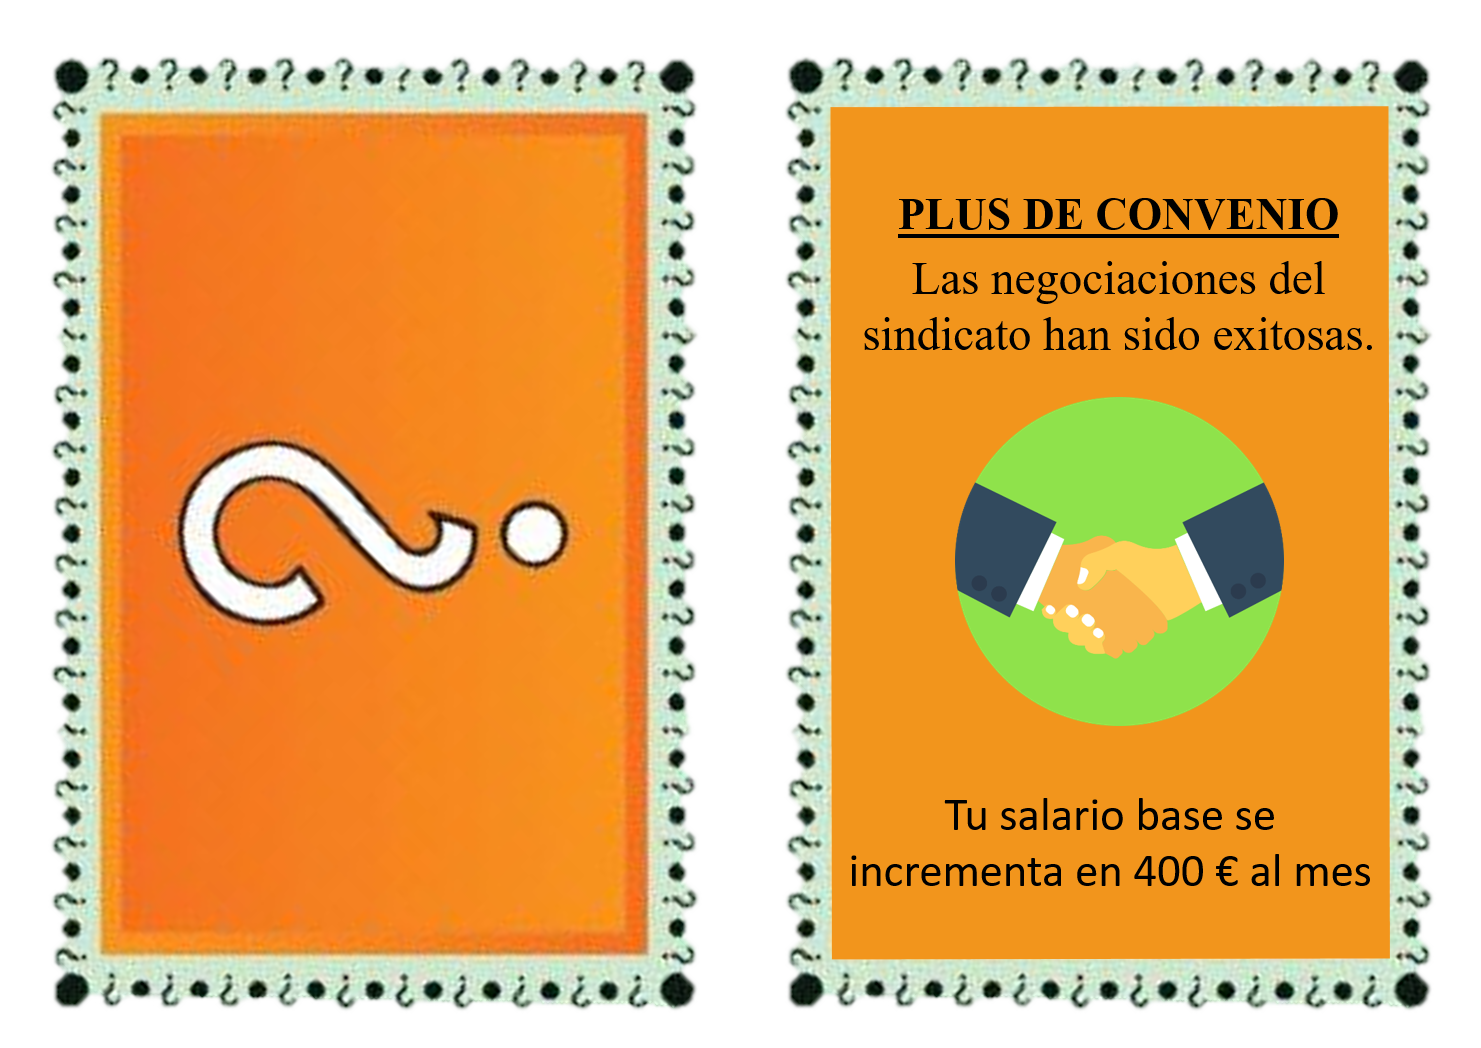 ?
PLUS DE CONVENIO
Las negociaciones del
sindicato han sido exitosas.
Tu salario base se
incrementa en 400 € al mes